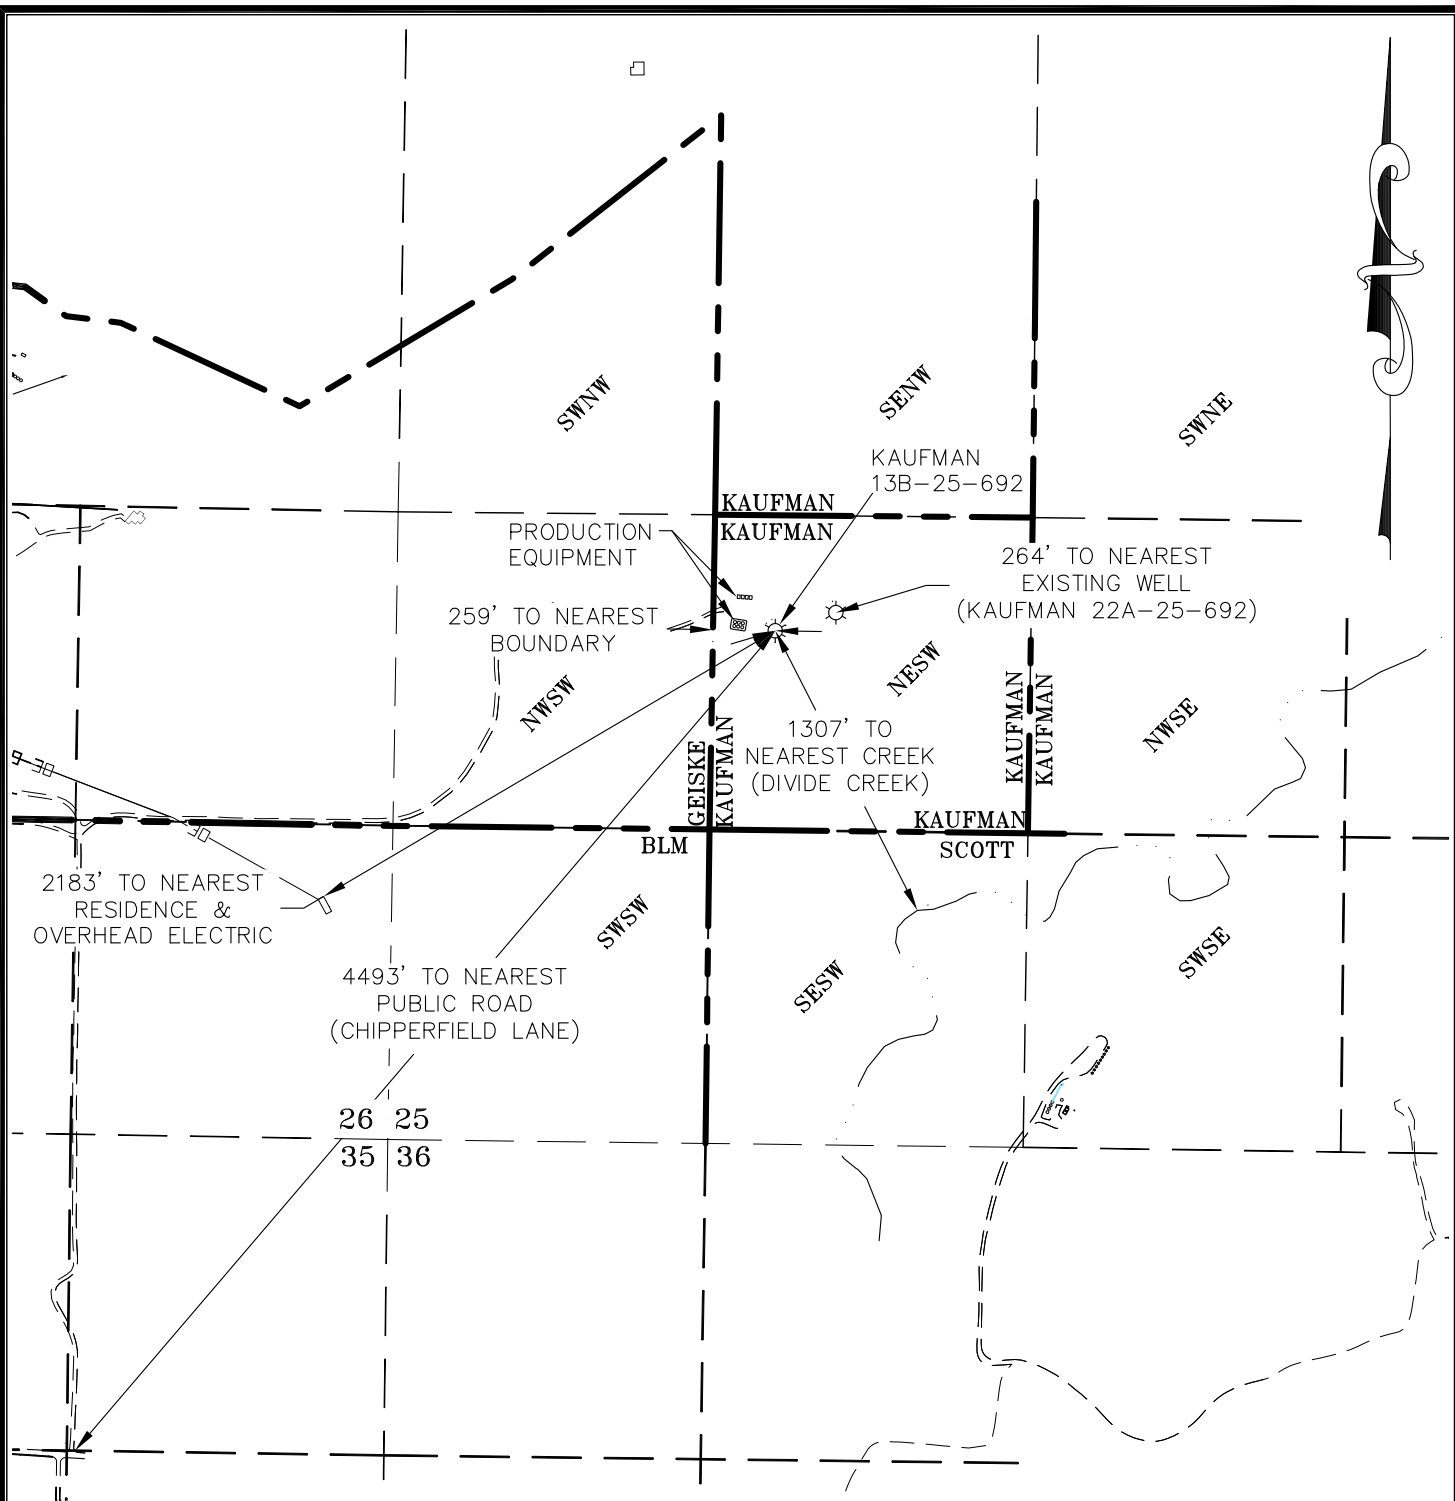 SWNW
SENW
SWNE
KAUFMAN
13B-25-692
KAUFMAN
KAUFMAN
PRODUCTION
EQUIPMENT
264' TO NEAREST
EXISTING WELL
(KAUFMAN 22A-25-692)
259' TO NEAREST
BOUNDARY
NWSW
NESW
NWSE
KAUFMAN
KAUFMAN
GEISKE
KAUFMAN
1307' TO
NEAREST CREEK
(DIVIDE CREEK)
KAUFMAN
SCOTT
BLM
2183' TO NEAREST
RESIDENCE &
OVERHEAD ELECTRIC
SWSW
SESW
SWSE
4493' TO NEAREST
PUBLIC ROAD
(CHIPPERFIELD LANE)
26 25
35 36